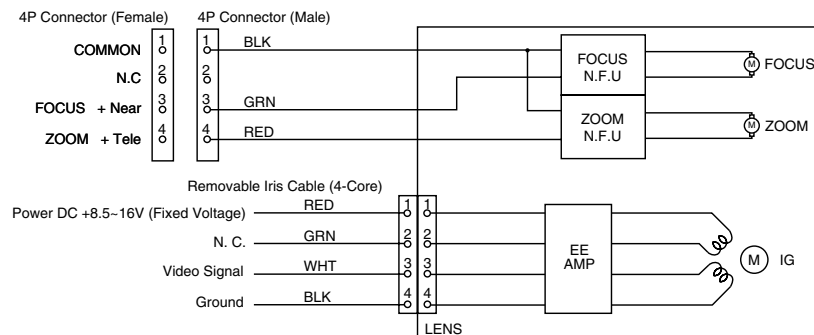 4P Connector (Female)
4P Connector (Male)
COMMON 1
N.C 2
FOCUS + Near 3
ZOOM + Tele 4
1 BLK
2
3 GRN
4 RED
FOCUS
N.F.U
ZOOM
N.F.U
M FOCUS
M ZOOM
Removable Iris Cable (4-Core)
Power DC +8.5~16V (Fixed Voltage) RED 1 1
N. C. GRN 2 2
Video Signal WHT 3 3
Ground BLK 4 4
EE
AMP
M IG
LENS